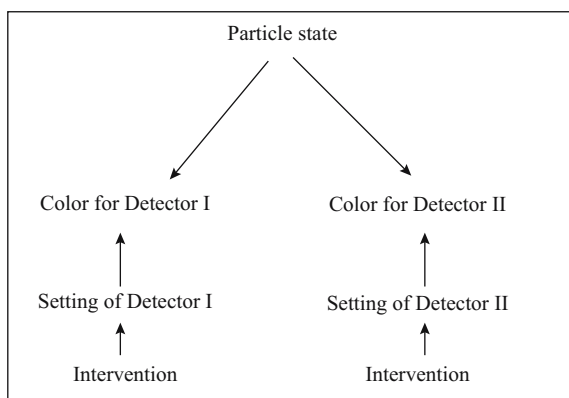 Particle state
Color for Detector I
Color for Detector II
Setting of Detector I
Setting of Detector II
Intervention
Intervention